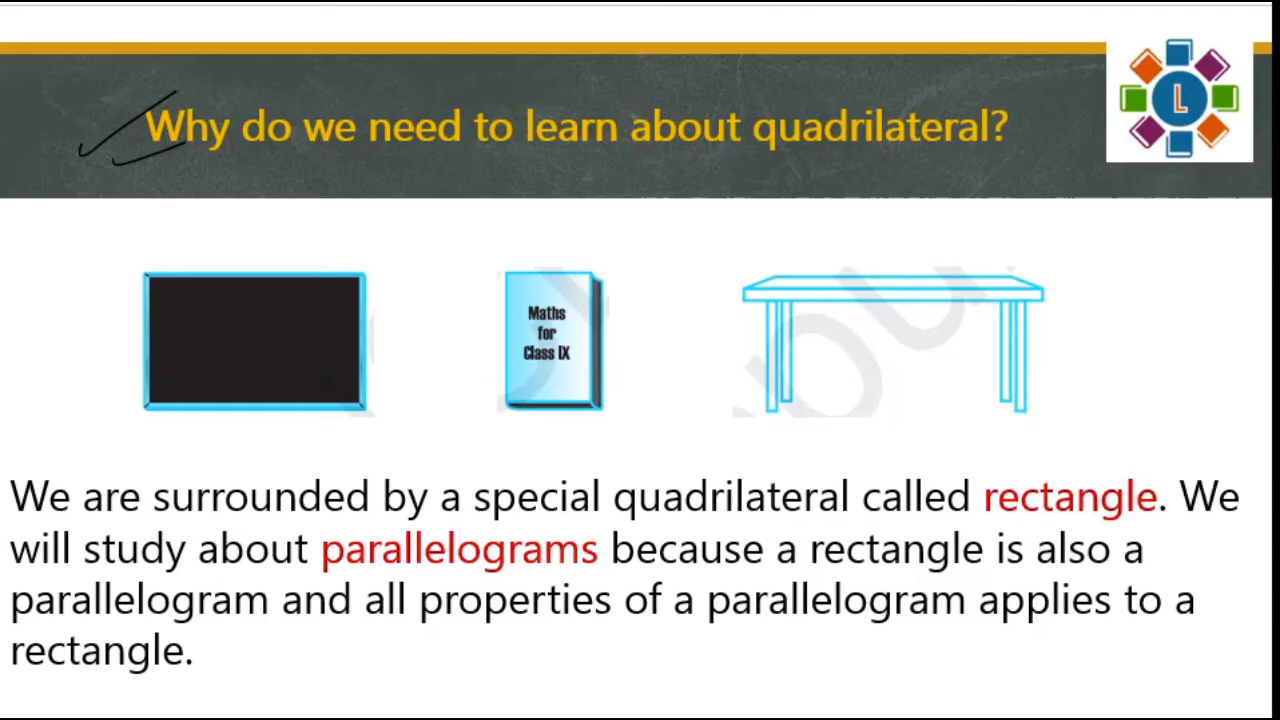 Why do we need to learn about quadrilateral?
L
Maths
for
Class IX
We are surrounded by a special quadrilateral called rectangle. We
will study about parallelograms because a rectangle is also a
parallelogram and all properties of a parallelogram applies to a
rectangle.